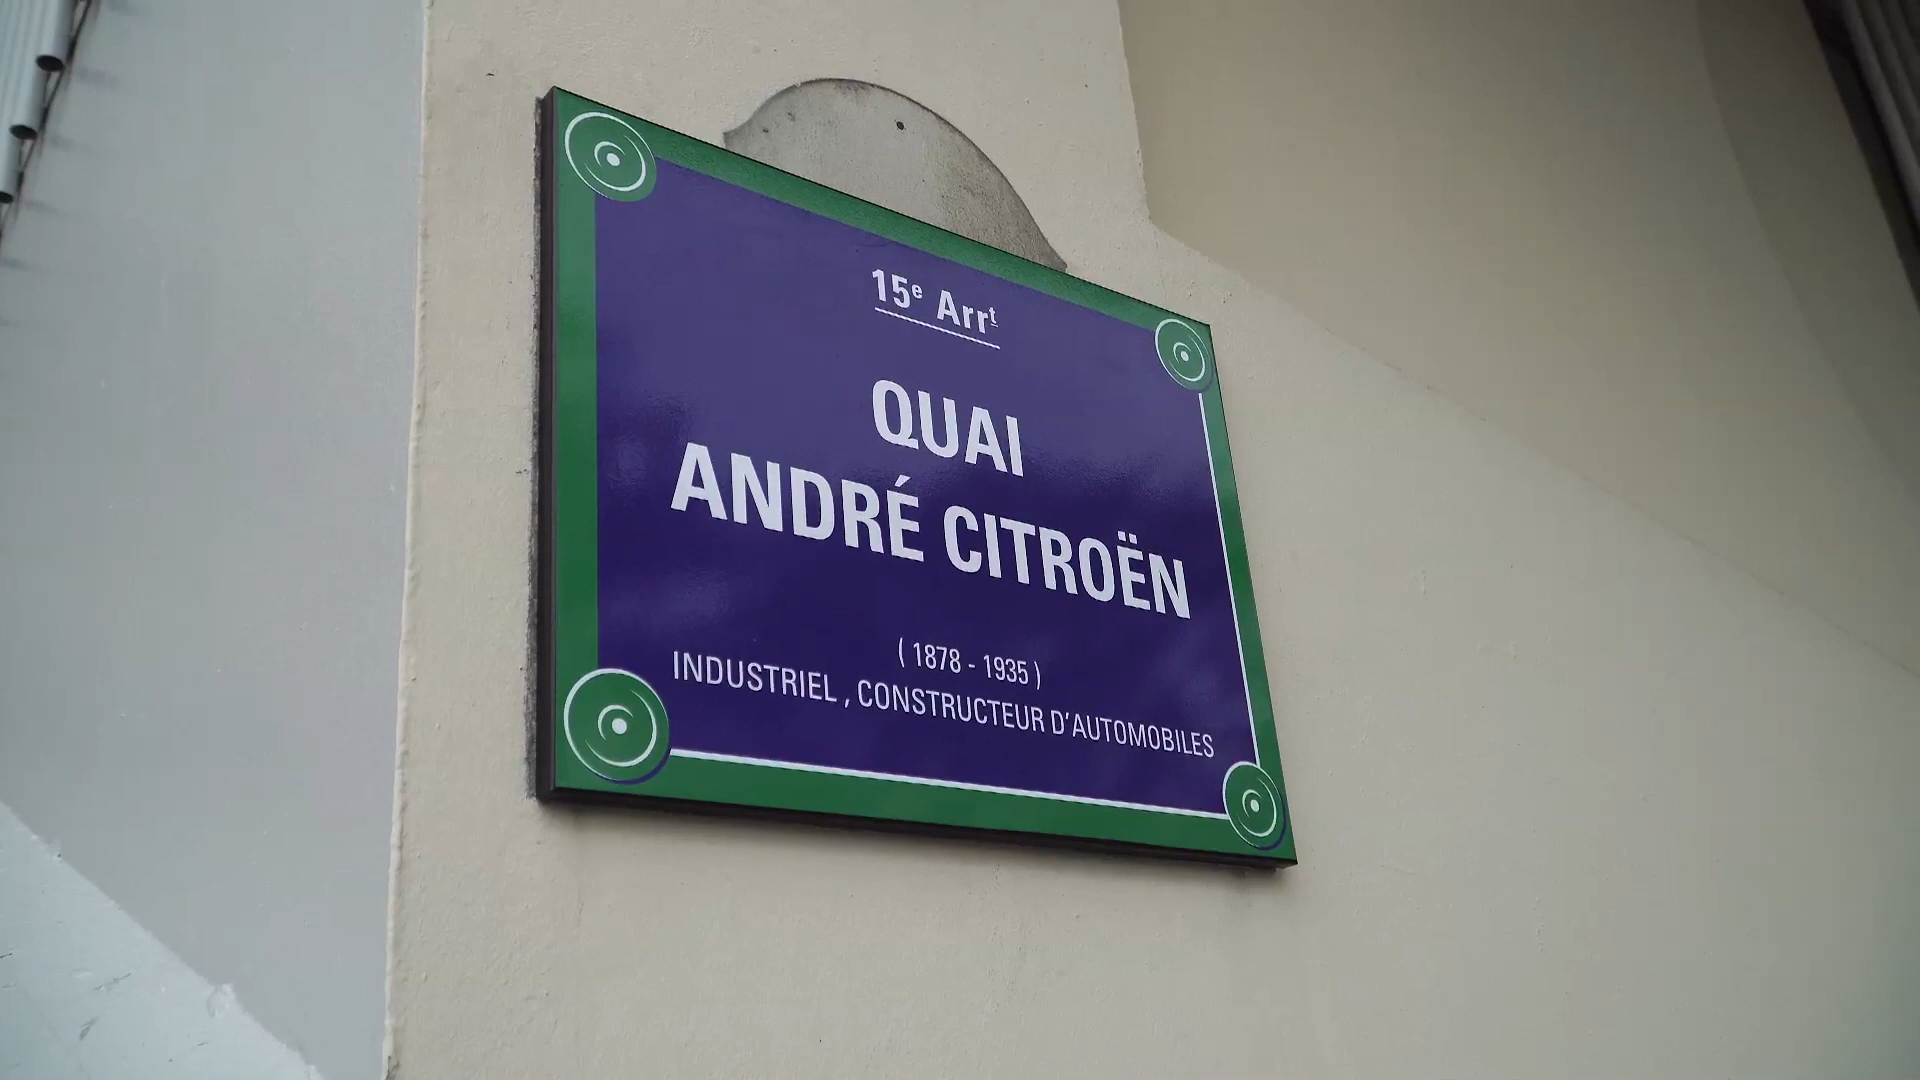 15e Arrt
QUAI
ANDRÉ CITROËN
( 1878 - 1935 )
INDUSTRIEL , CONSTRUCTEUR D'AUTOMOBILES